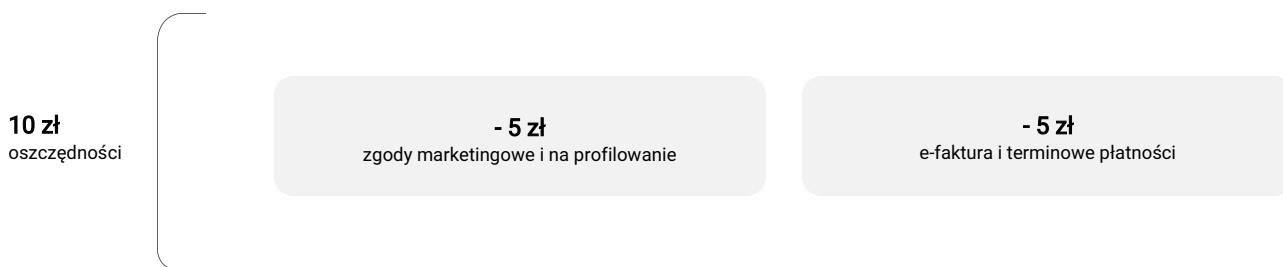 10 zł
oszczędności
- 5 zł
zgody marketingowe i na profilowanie
- 5 zł
e-faktura i terminowe płatności